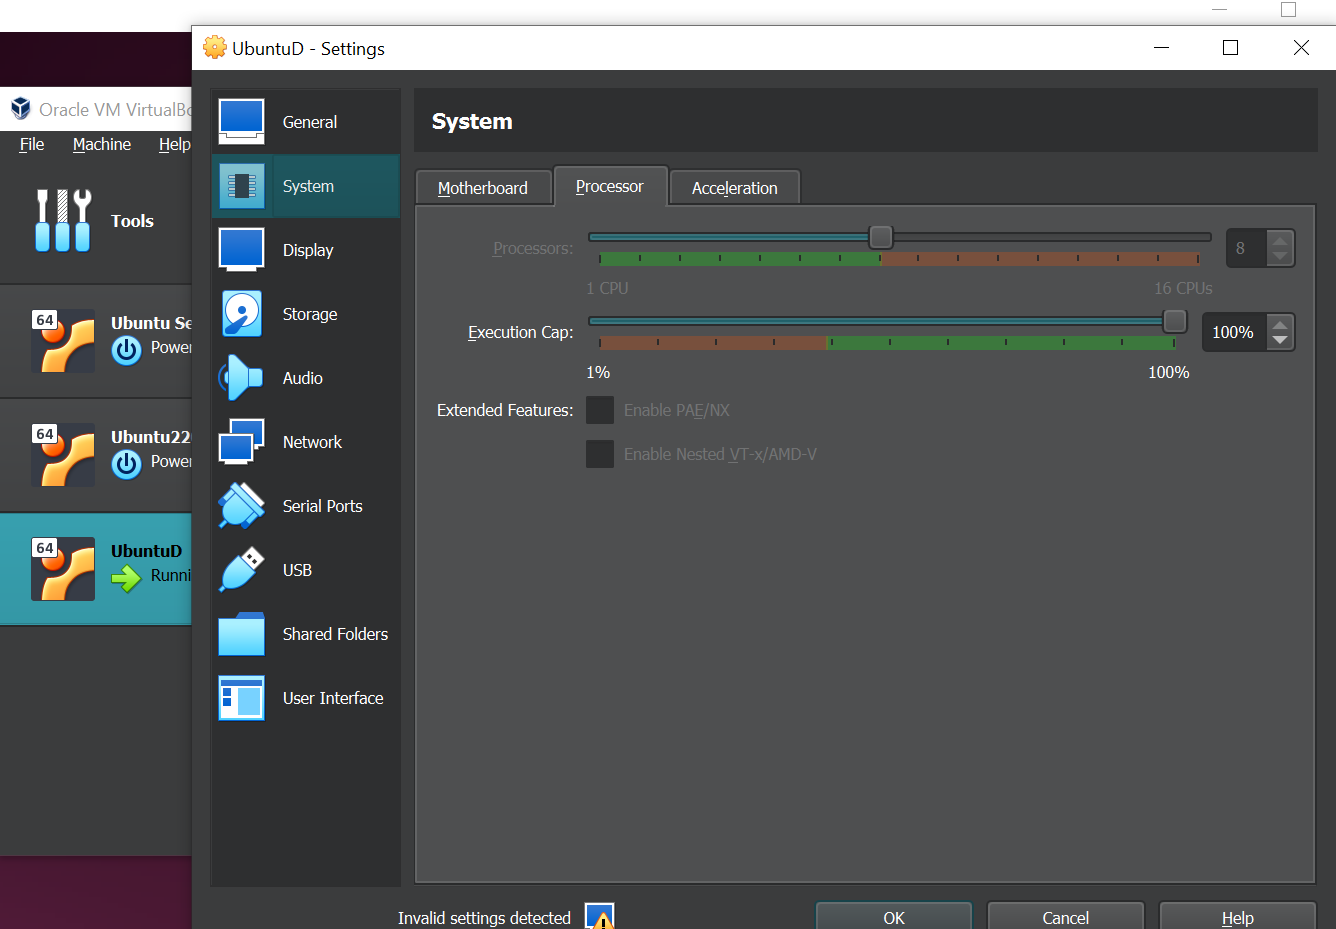 UbuntuD - Settings
Oracle VM VirtualBo
File Machine Help
Tools
64
Ubuntu Se
Power
64
Ubuntu22
Power
64
UbuntuD
Runni
General
System
Display
Storage
Audio
Network
Serial Ports
USB
Shared Folders
User Interface
System
Motherboard Processor Acceleration
Processors: 8
1 CPU 16 CPUs
Execution Cap: 100%
1% 100%
Extended Features: Enable PAE/NX
Enable Nested VT-x/AMD-V
Invalid settings detected OK Cancel Help